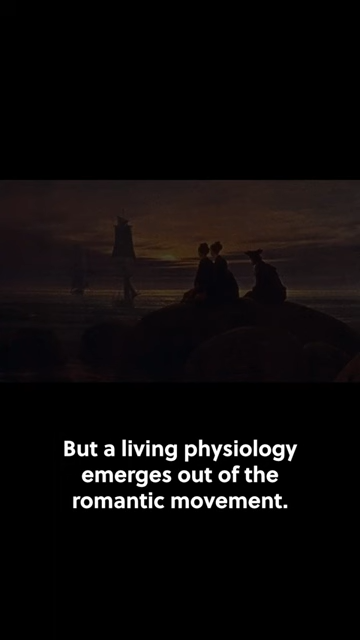 But a living physiology
emerges out of the
romantic movement.